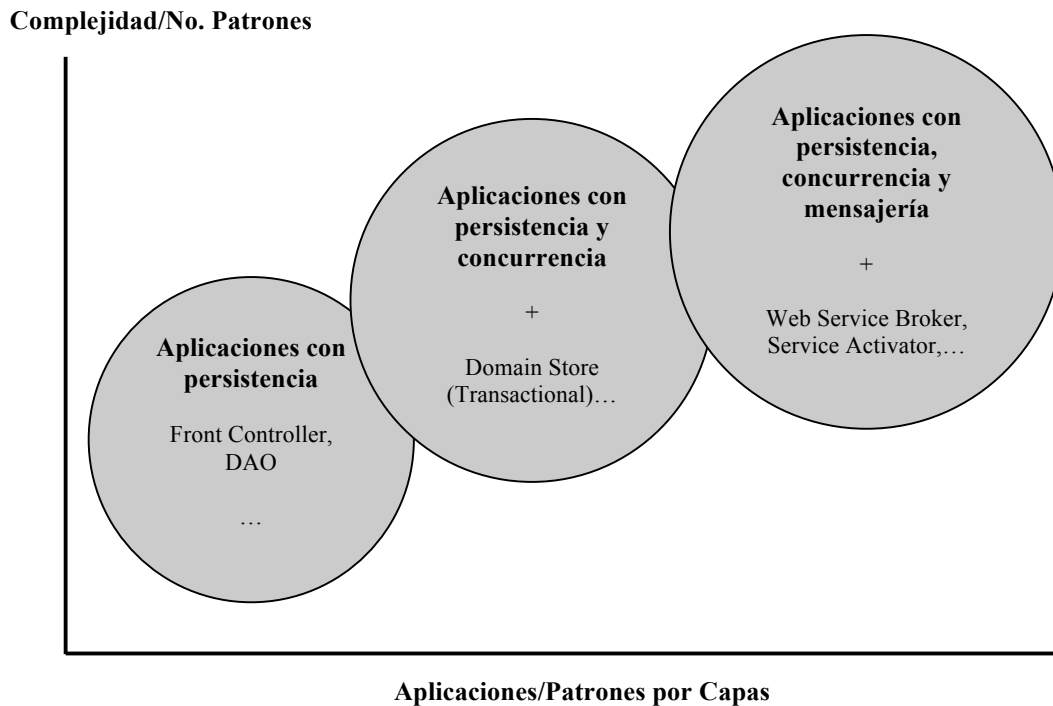 Complejidad/No. Patrones
Aplicaciones con
persistencia,
concurrencia y
mensajería
+
Web Service Broker,
Service Activator,…
Aplicaciones con
persistencia y
concurrencia
+
Domain Store
(Transactional)…
Aplicaciones con
persistencia
Front Controller,
DAO
…
Aplicaciones/Patrones por Capas